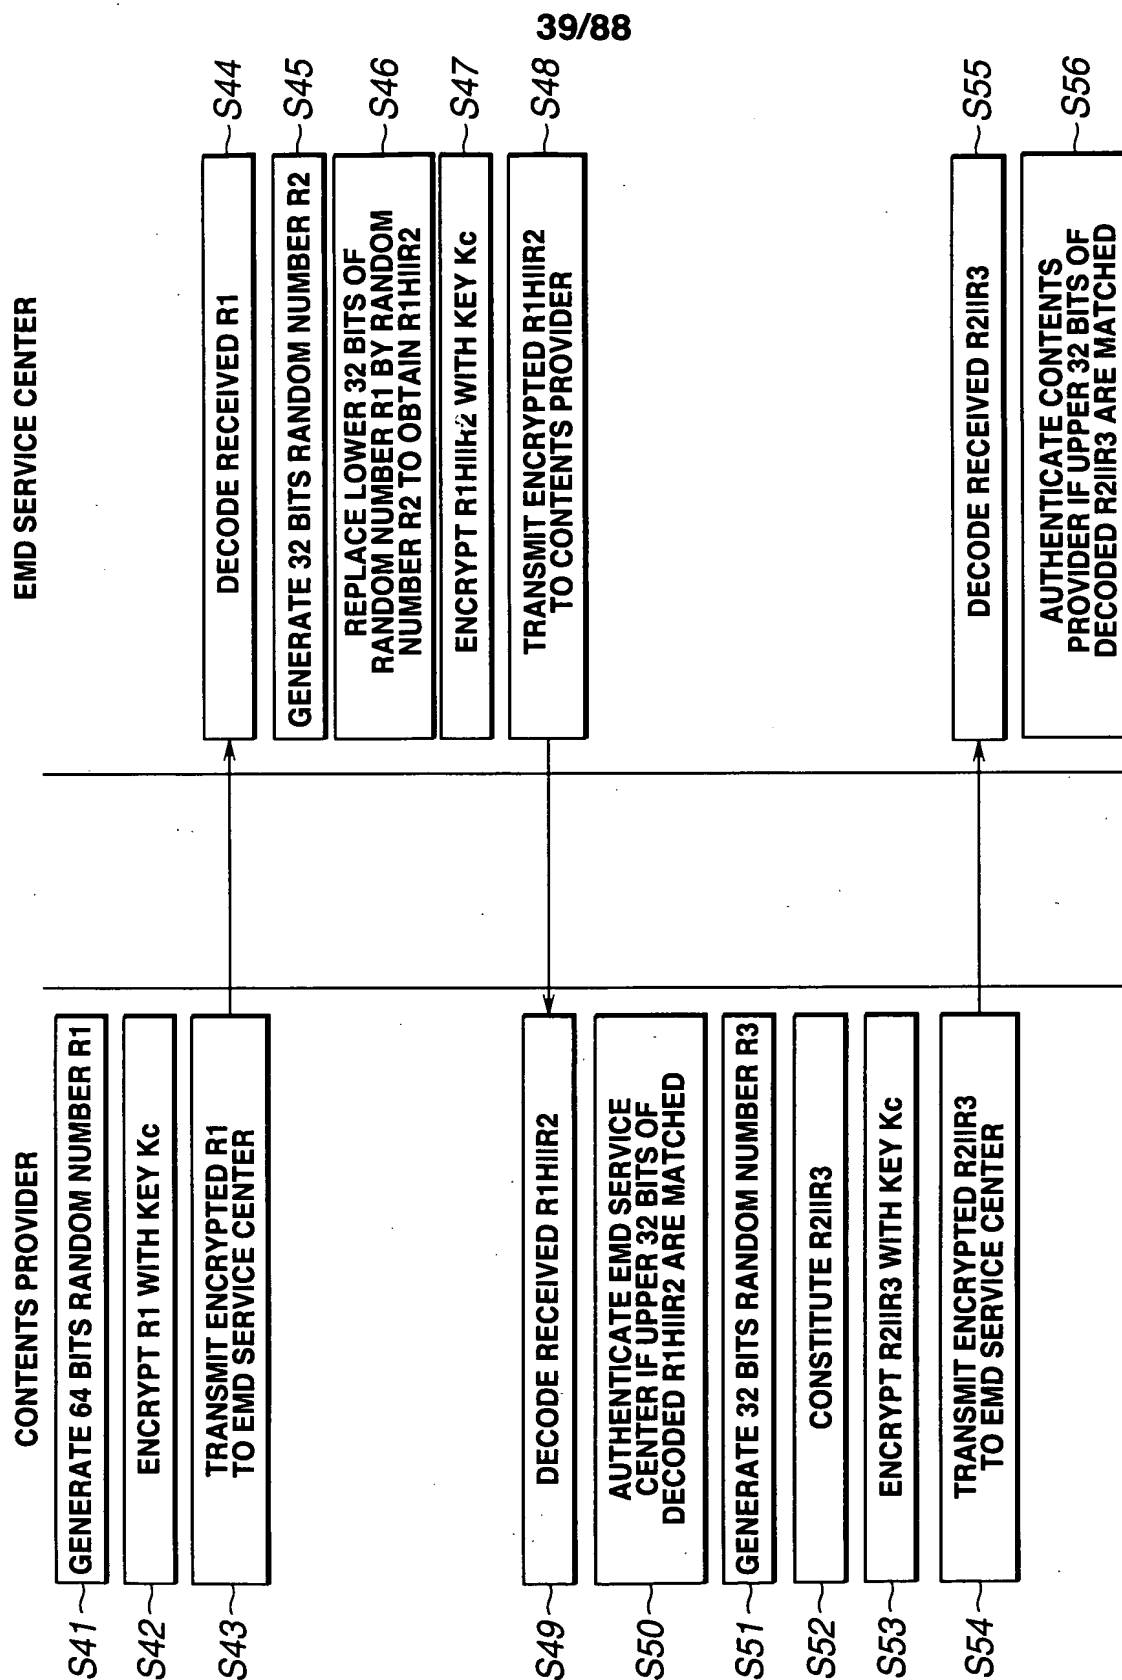 39/88
CONTENTS PROVIDER
EMD SERVICE CENTER
S41
GENERATE 64 BITS RANDOM NUMBER R1
S42
ENCRYPT R1 WITH KEY Kc
S43
TRANSMIT ENCRYPTED R1
TO EMD SERVICE CENTER
DECODE RECEIVED R1
S44
GENERATE 32 BITS RANDOM NUMBER R2
S45
REPLACE LOWER 32 BITS OF
RANDOM NUMBER R1 BY RANDOM
NUMBER R2 TO OBTAIN R1HIIR2
S46
ENCRYPT R1HIIR2 WITH KEY Kc
S47
TRANSMIT ENCRYPTED R1HIIR2
TO CONTENTS PROVIDER
S48
S49
DECODE RECEIVED R1HIIR2
S50
AUTHENTICATE EMD SERVICE
CENTER IF UPPER 32 BITS OF
DECODED R1HIIR2 ARE MATCHED
S51
GENERATE 32 BITS RANDOM NUMBER R3
S52
CONSTITUTE R2IIR3
S53
ENCRYPT R2IIR3 WITH KEY Kc
S54
TRANSMIT ENCRYPTED R2IIR3
TO EMD SERVICE CENTER
DECODE RECEIVED R2IIR3
S55
AUTHENTICATE CONTENTS
PROVIDER IF UPPER 32 BITS OF
DECODED R2IIR3 ARE MATCHED
S56